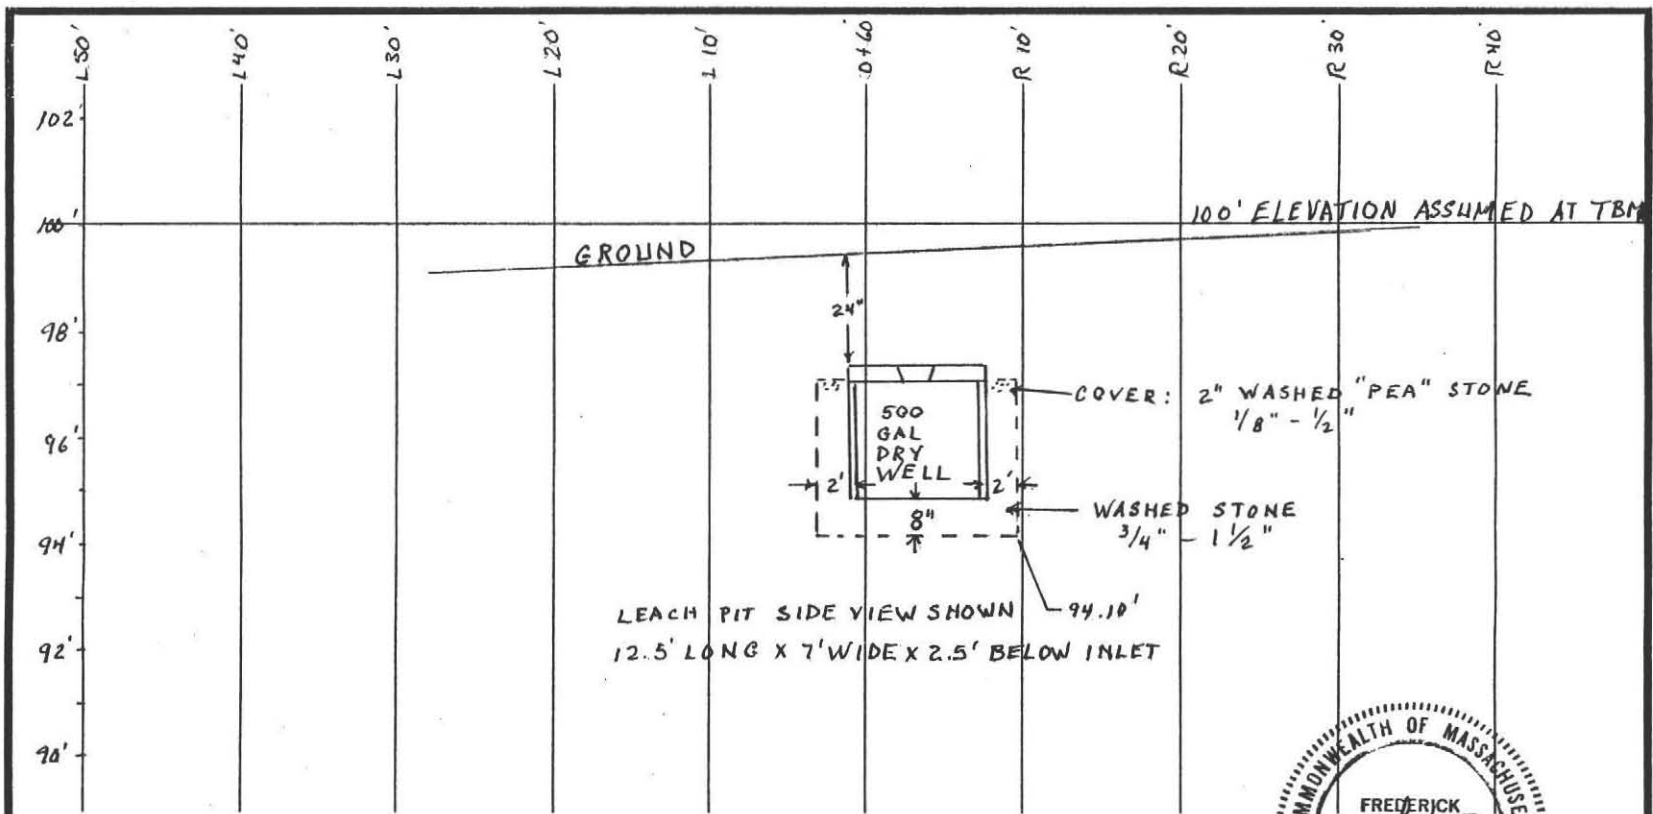 L 50' L 40' L 30' L 20' L 10' 0+60 R 10' R 20' R 30' R 40'
102'
100' ELEVATION ASSUMED AT TBM
100'
GROUND
24"
98'
COVER: 2" WASHED "PEA" STONE
1/8" - 1/2"
500
GAL
DRY
WELL
96'
2' 2'
8"
WASHED STONE
3/4" - 1 1/2"
94'
94.10'
LEACH PIT SIDE VIEW SHOWN
12.5' LONG X 7' WIDE X 2.5' BELOW INLET
92'
90'
MMONWEALTH OF MASSACHUSE
FREDERICK